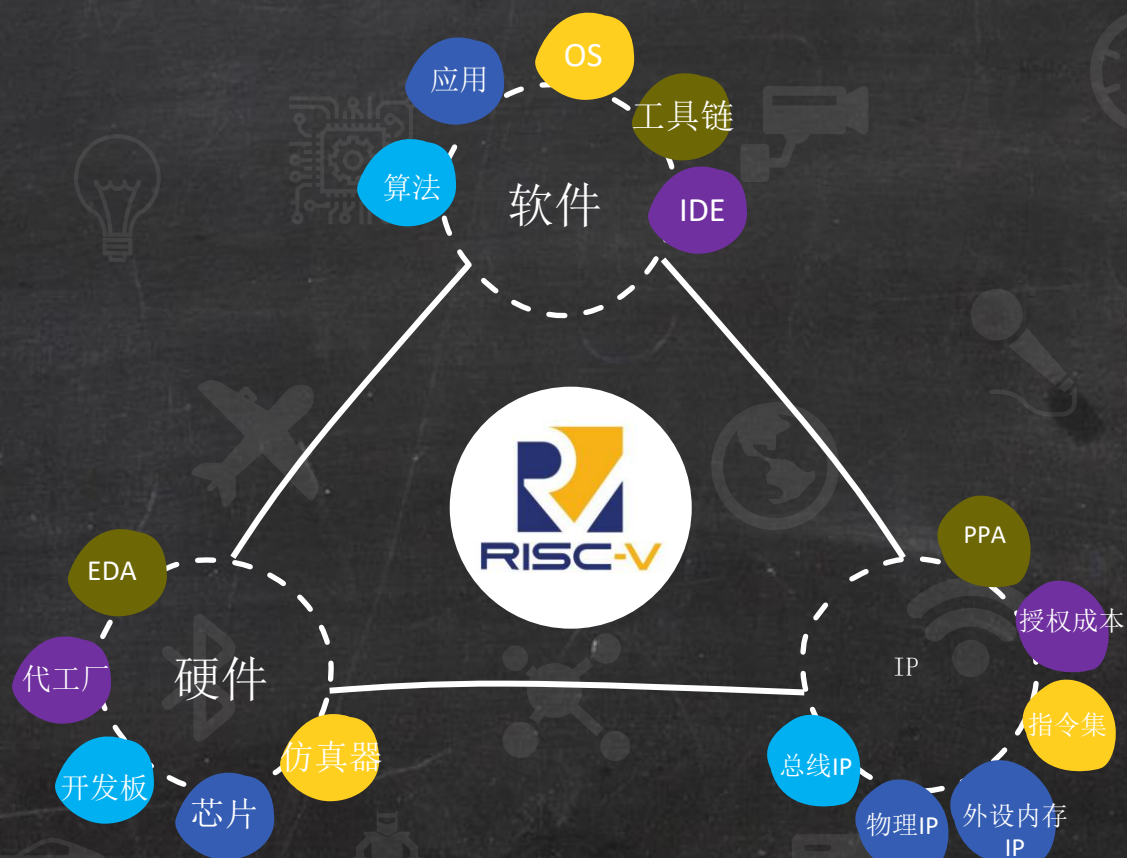 OS
应用
工具链
算法
软件
IDE
RISC-V
PPA
EDA
授权成本
代工厂
硬件
IP
指令集
仿真器
总线IP
开发板
芯片
物理IP
外设内存
IP